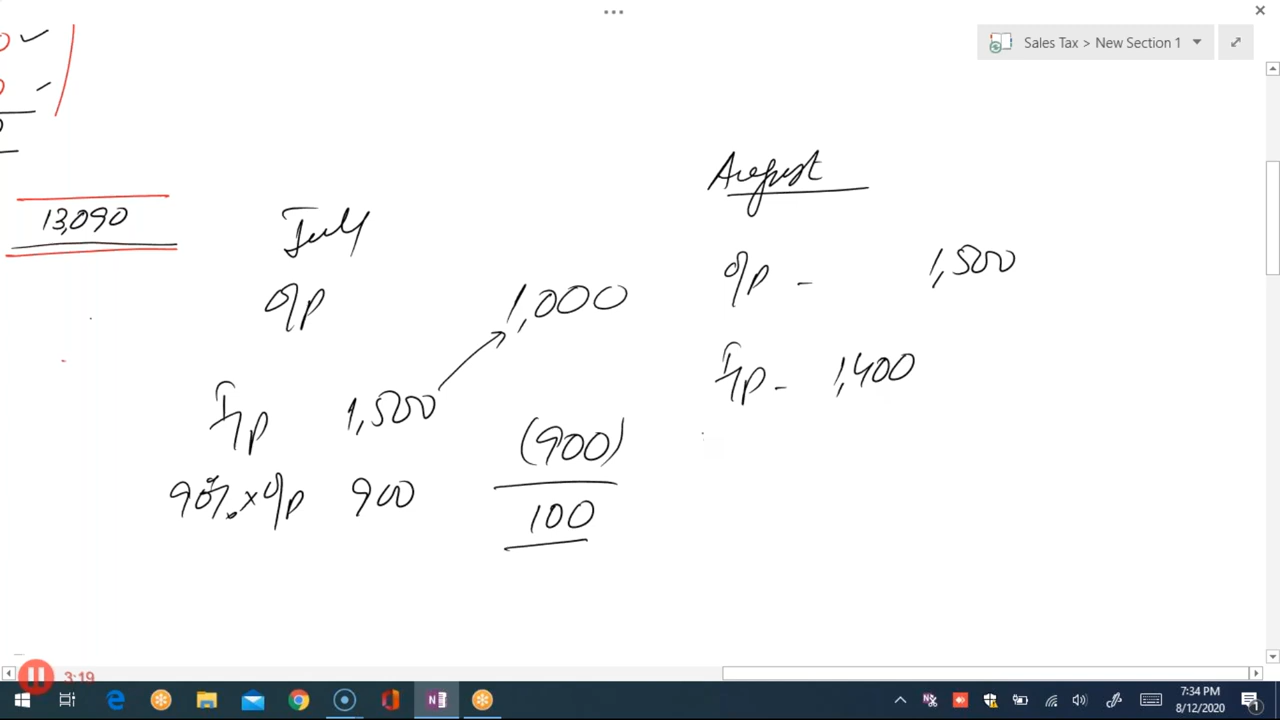 Sales Tax > New Section 1
13,090
July
O/p 1,000
I/p 1,500
(900)
90% x O/p 900
100
August
O/p - 1,500
I/p - 1,400
3:19
7:34 PM
8/12/2020